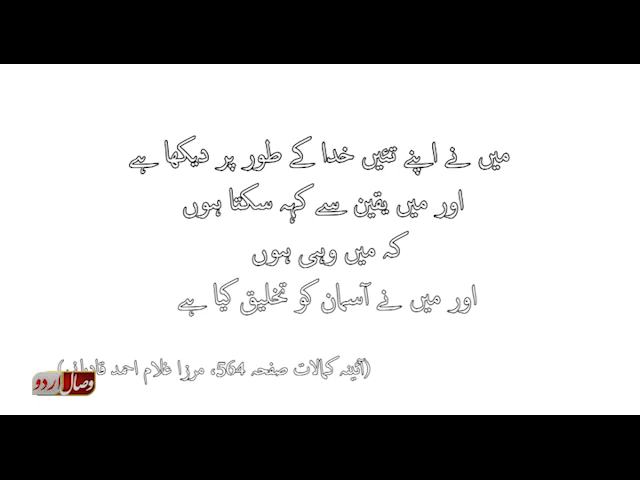 میں نے اپنے تئیں خدا کے طور پر دیکھا ہے
اور میں یقین سے کہہ سکتا ہوں
کہ میں وہی ہوں
اور میں نے آسمان کو تخلیق کیا ہے
(آئینہ کمالات صفحہ 564، مرزا غلام احمد قادیانی)
وصال اردو